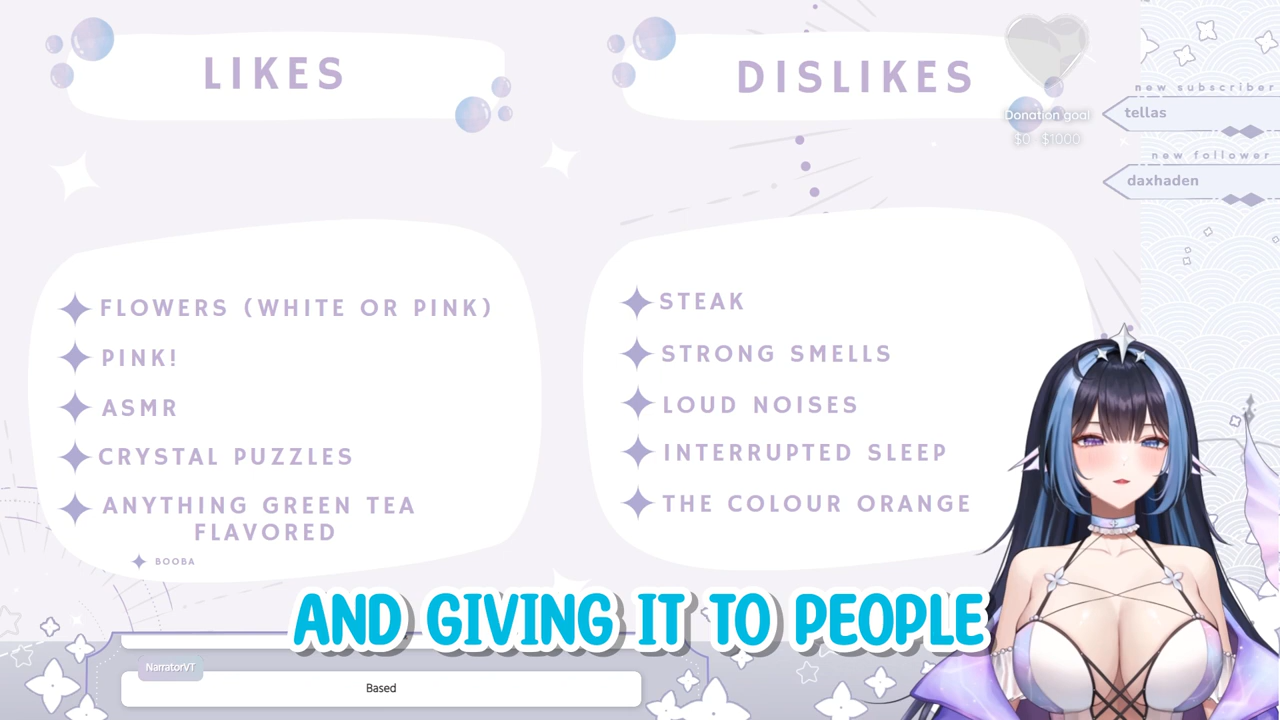 LIKES
FLOWERS (WHITE OR PINK)
PINK!
ASMR
CRYSTAL PUZZLES
ANYTHING GREEN TEA
FLAVORED
BOOBA
DISLIKES
STEAK
STRONG SMELLS
LOUD NOISES
INTERRUPTED SLEEP
THE COLOUR ORANGE
Donation goal
$0 $1000
new subscriber
tellas
new follower
daxhaden
AND GIVING IT TO PEOPLE
NarratorVT
Based